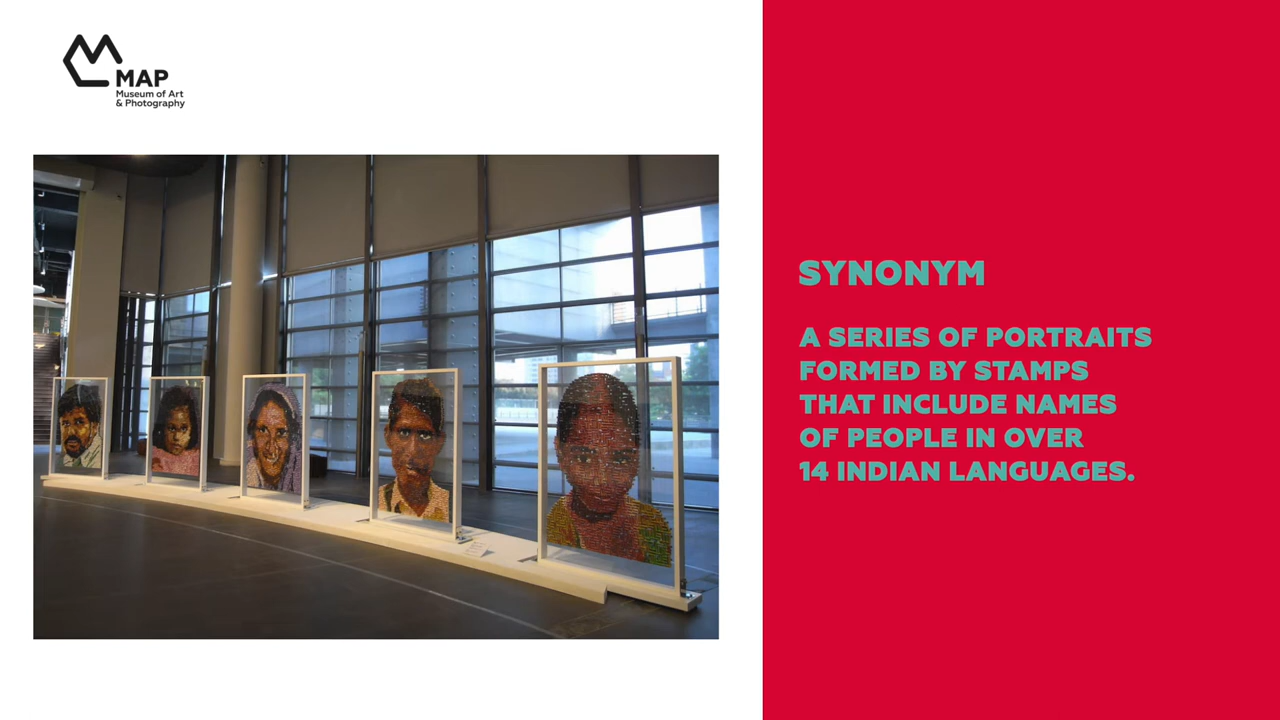 MAP
Museum of Art
& Photography
SYNONYM
A SERIES OF PORTRAITS
FORMED BY STAMPS
THAT INCLUDE NAMES
OF PEOPLE IN OVER
14 INDIAN LANGUAGES.